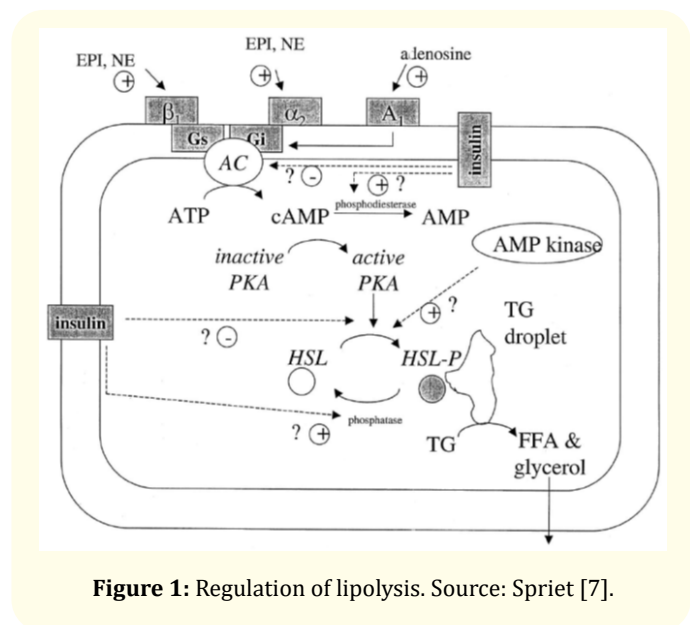 EPI, NE
EPI, NE
adenosine
+
+
+
β1
α2
A1
Gs
Gi
insulin
AC
? -
+ ?
phosphodiesterase
ATP
cAMP
AMP
inactive
PKA
active
PKA
AMP kinase
insulin
? -
+ ?
TG
droplet
HSL
HSL-P
? +
phosphatase
TG
FFA &
glycerol
Figure 1: Regulation of lipolysis. Source: Spriet [7].